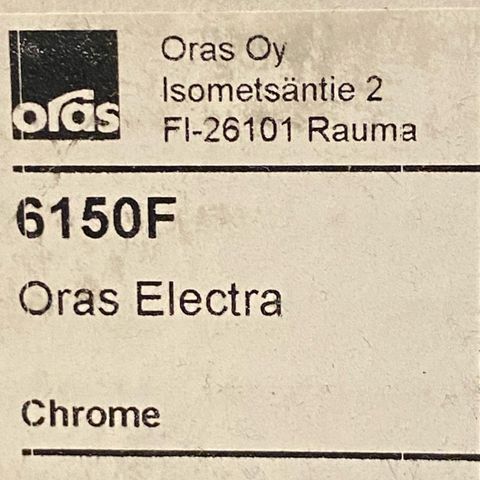 oras
Oras Oy
Isometsäntie 2
FI-26101 Rauma
6150F
Oras Electra
Chrome